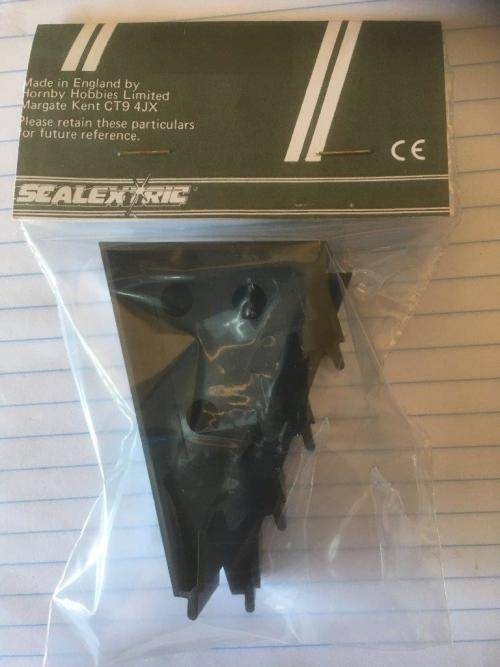 Made in England by
Hornby Hobbies Limited
Margate Kent CT9 4JX
Please retain these particulars
for future reference.
CE
SCALEXTRIC®